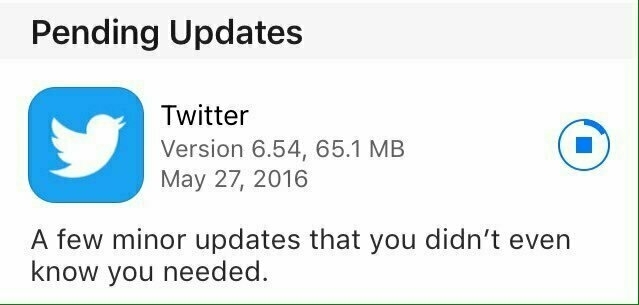 Pending Updates
Twitter
Version 6.54, 65.1 MB
May 27, 2016
A few minor updates that you didn’t even
know you needed.